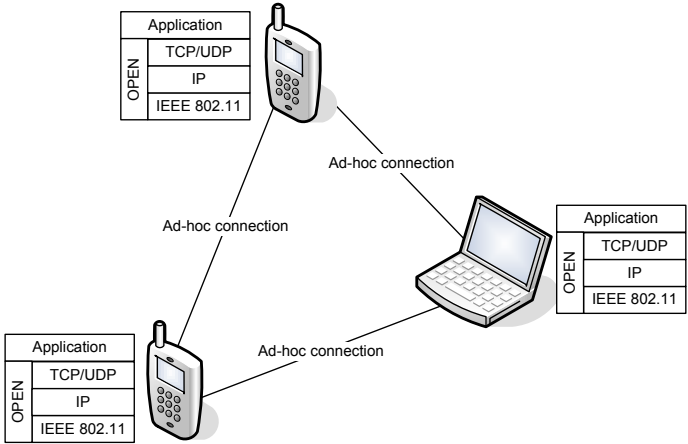 Application
OPEN
TCP/UDP
IP
IEEE 802.11
Ad-hoc connection
Ad-hoc connection
Application
OPEN
TCP/UDP
IP
IEEE 802.11
Application
OPEN
TCP/UDP
IP
IEEE 802.11
Ad-hoc connection